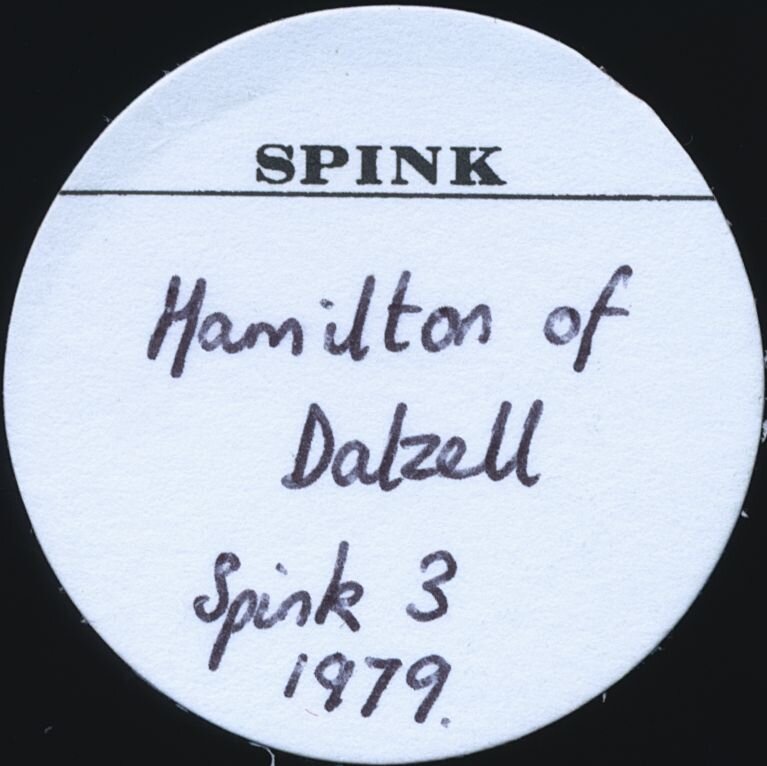 SPINK
Hamilton of
Dalzell
Spink 3
1979.